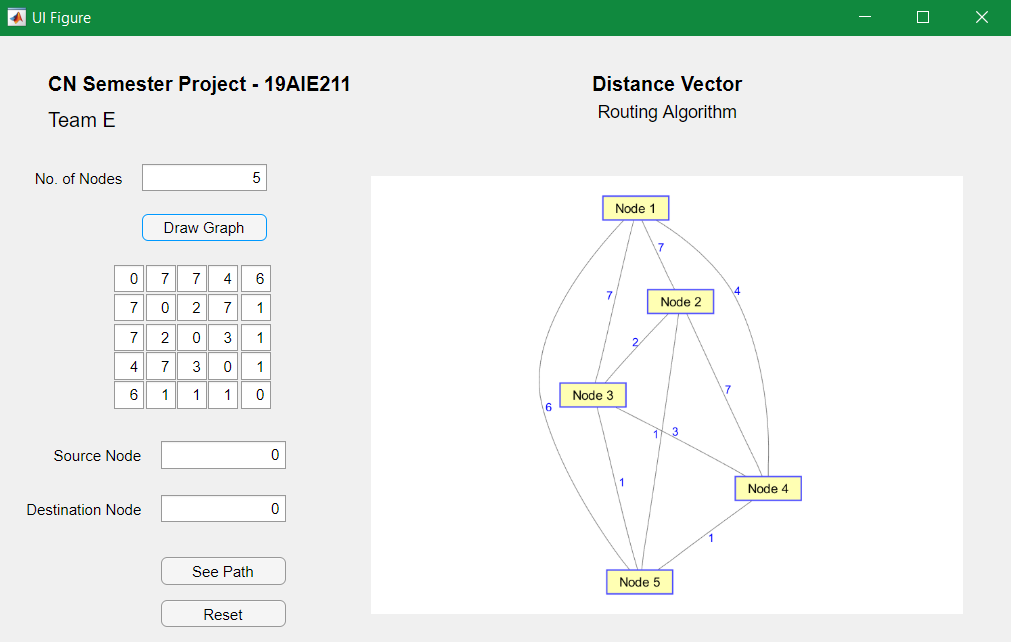 UI Figure
CN Semester Project - 19AIE211
Team E
Distance Vector
Routing Algorithm
No. of Nodes 5
Draw Graph
0 7 7 4 6
7 0 2 7 1
7 2 0 3 1
4 7 3 0 1
6 1 1 1 0
Source Node 0
Destination Node 0
See Path
Reset
Node 1
7
4
7
Node 2
2
7
Node 3
6
1 3
1
Node 4
1
Node 5